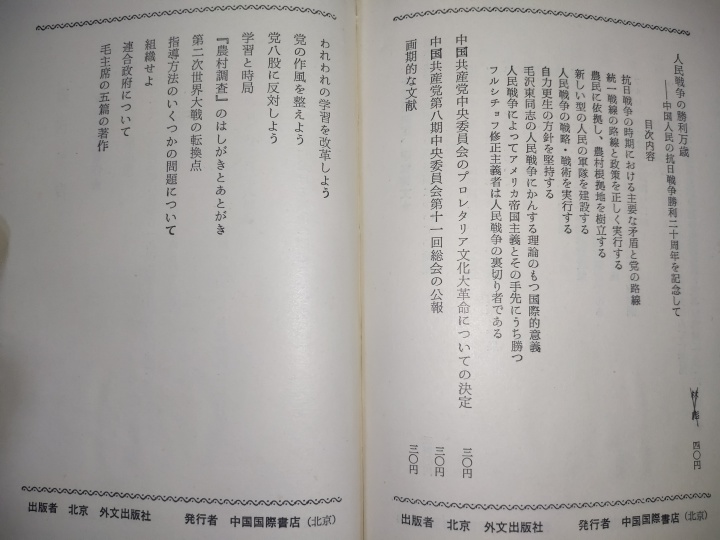 人民戦争の勝利万歳
――中国人民の抗日戦争勝利二十周年を記念して
林 彪 四〇円
目次内容
抗日戦争の時期における主要な矛盾と党の路線
統一戦線の路線と政策を正しく実行する
農民に依拠し、農村根拠地を樹立する
新しい型の人民の軍隊を建設する
人民戦争の戦略・戦術を実行する
自力更生の方針を堅持する
毛沢東同志の人民戦争にかんする理論のもつ国際的意義
人民戦争によってアメリカ帝国主義とその手先にうち勝つ
フルシチョフ修正主義者は人民戦争の裏切り者である
中国共産党中央委員会のプロレタリア文化大革命についての決定 三〇円
中国共産党第八期中央委員会第十一回総会の公報 三〇円
画期的な文献 三〇円
出版者 北京 外文出版社 発行者 中国国際書店(北京)
われわれの学習を改革しよう
党の作風を整えよう
党八股に反対しよう
学習と時局
『農村調査』のはしがきとあとがき
第二次世界大戦の転換点
指導方法のいくつかの問題について
組織せよ
連合政府について
毛主席の五篇の著作
出版者 北京 外文出版社 発行者 中国国際書店(北京)